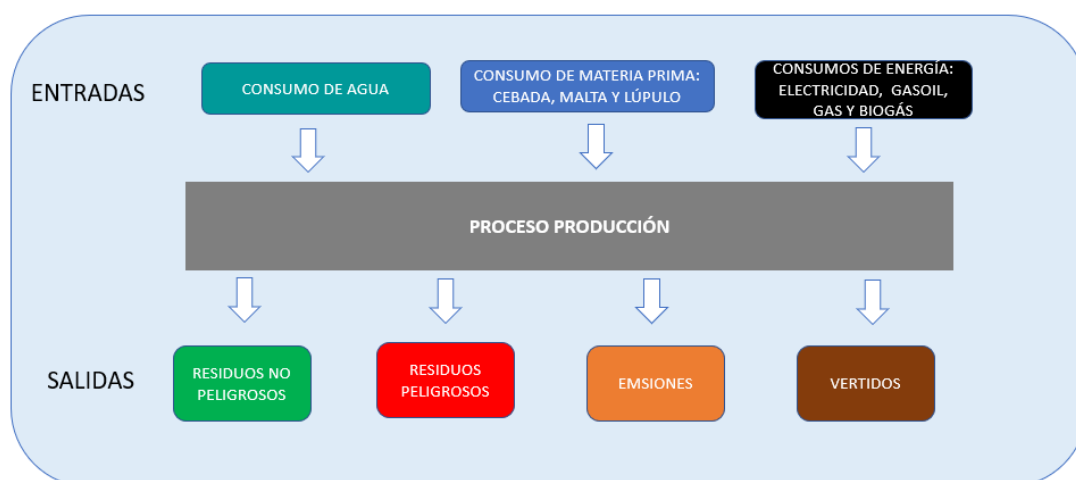 ENTRADAS
CONSUMO DE AGUA
CONSUMO DE MATERIA PRIMA:
CEBADA, MALTA Y LÚPULO
CONSUMOS DE ENERGÍA:
ELECTRICIDAD, GASOIL,
GAS Y BIOGÁS
PROCESO PRODUCCIÓN
SALIDAS
RESIDUOS NO
PELIGROSOS
RESIDUOS
PELIGROSOS
EMSIONES
VERTIDOS